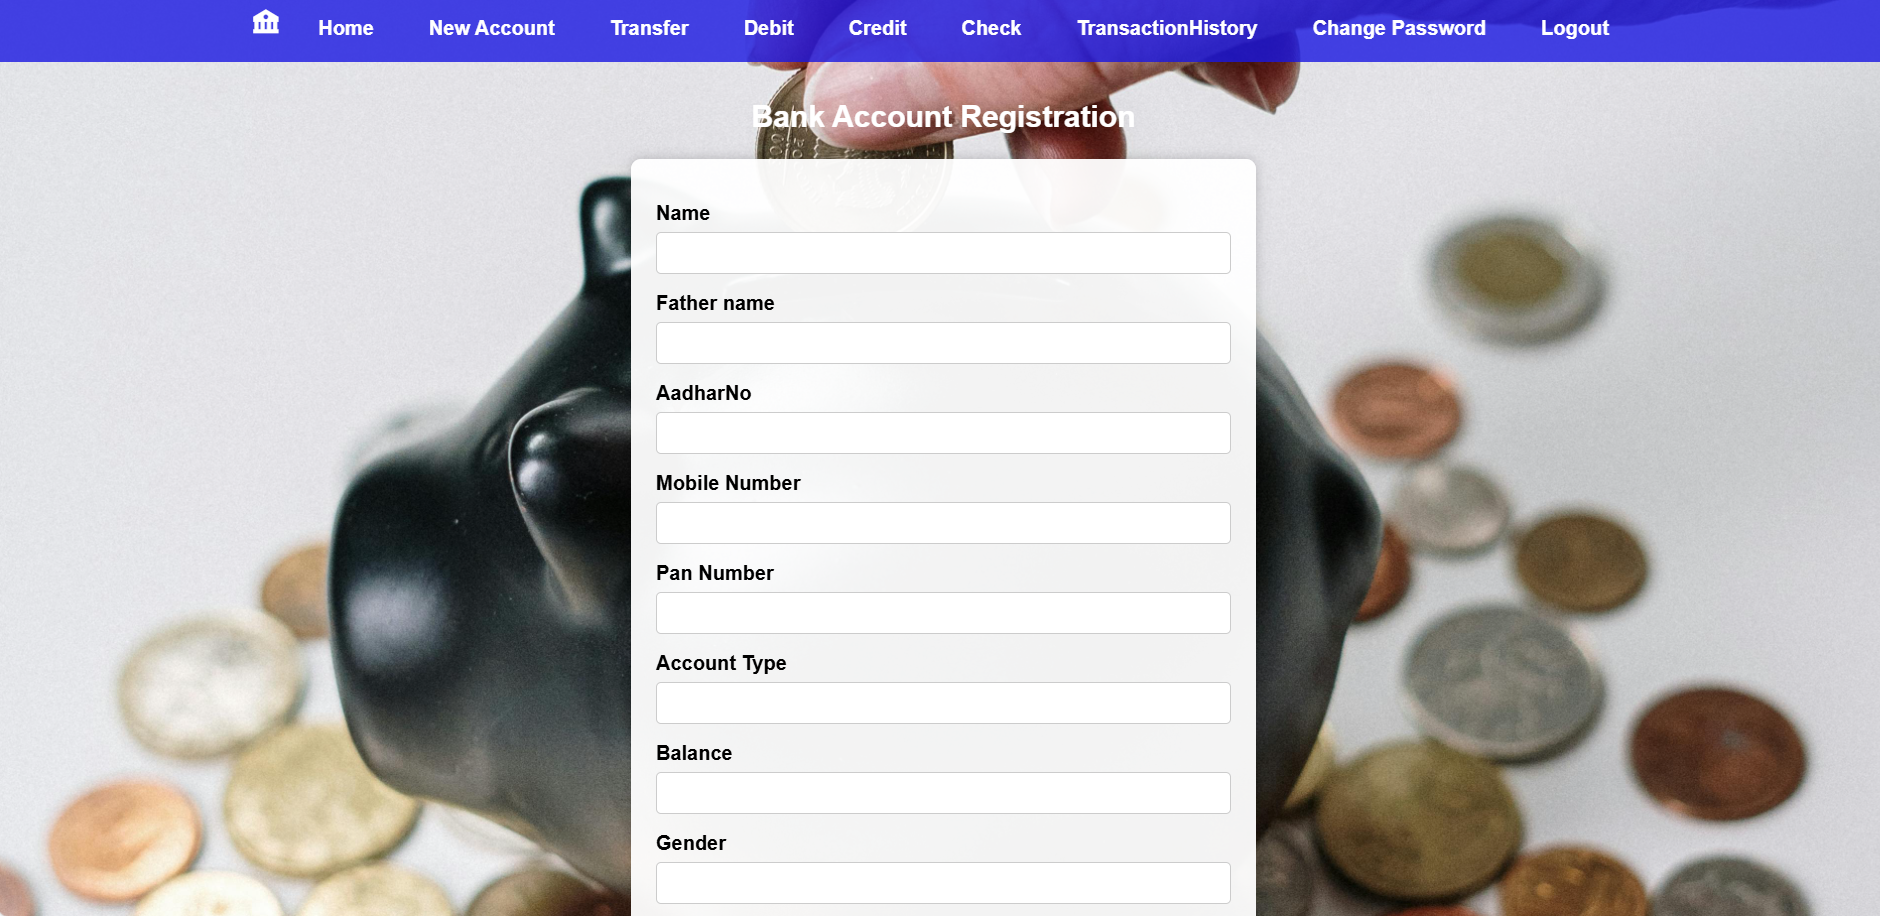 Home New Account Transfer Debit Credit Check TransactionHistory Change Password Logout
Bank Account Registration
Name
Father name
AadharNo
Mobile Number
Pan Number
Account Type
Balance
Gender